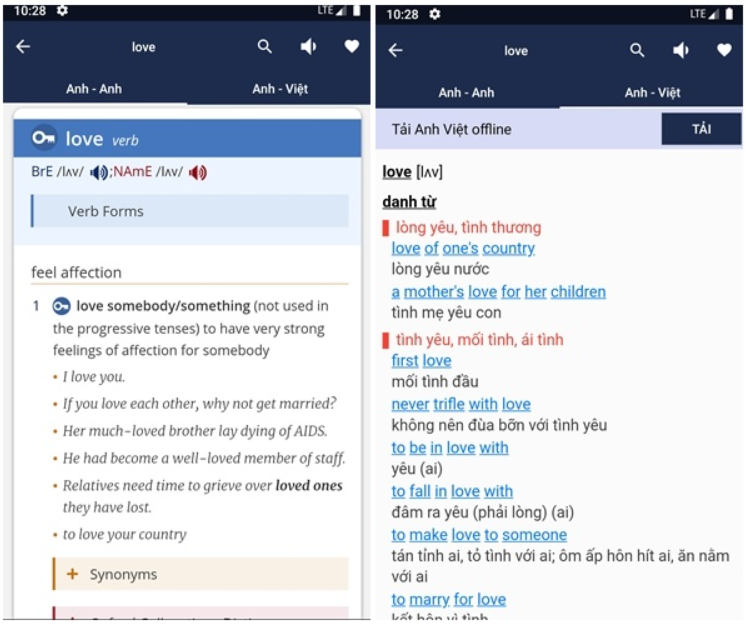 10:28 LTE
love
Anh - Anh Anh - Việt
love verb
BrE /lʌv/ ;NAmE /lʌv/
Verb Forms
feel affection
1 love somebody/something (not used in
the progressive tenses) to have very strong
feelings of affection for somebody
• I love you.
• If you love each other, why not get married?
• Her much-loved brother lay dying of AIDS.
• He had become a well-loved member of staff.
• Relatives need time to grieve over loved ones
they have lost.
• to love your country
+ Synonyms
10:28 LTE
love
Anh - Anh Anh - Việt
Tải Anh Việt offline TẢI
love [lʌv]
danh từ
lòng yêu, tình thương
love of one's country
lòng yêu nước
a mother's love for her children
tình mẹ yêu con
tình yêu, mối tình, ái tình
first love
mối tình đầu
never trifle with love
không nên đùa bỡn với tình yêu
to be in love with
yêu (ai)
to fall in love with
đâm ra yêu (phải lòng) (ai)
to make love to someone
tán tỉnh ai, tỏ tình với ai; ôm ấp hôn hít ai, ăn nằm
với ai
to marry for love
kết hôn vì tình